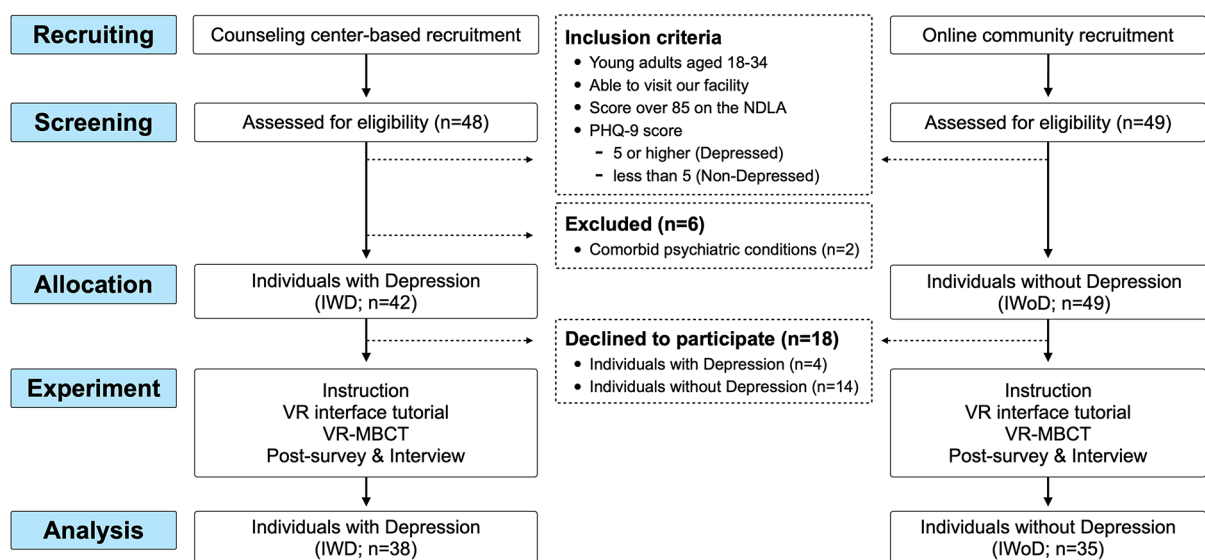 Recruiting
Counseling center-based recruitment
Inclusion criteria
• Young adults aged 18-34
• Able to visit our facility
• Score over 85 on the NDLA
• PHQ-9 score
- 5 or higher (Depressed)
- less than 5 (Non-Depressed)
Online community recruitment
Screening
Assessed for eligibility (n=48)
Assessed for eligibility (n=49)
Excluded (n=6)
• Comorbid psychiatric conditions (n=2)
Allocation
Individuals with Depression
(IWD; n=42)
Individuals without Depression
(IWoD; n=49)
Declined to participate (n=18)
• Individuals with Depression (n=4)
• Individuals without Depression (n=14)
Experiment
Instruction
VR interface tutorial
VR-MBCT
Post-survey & Interview
Instruction
VR interface tutorial
VR-MBCT
Post-survey & Interview
Analysis
Individuals with Depression
(IWD; n=38)
Individuals without Depression
(IWoD; n=35)